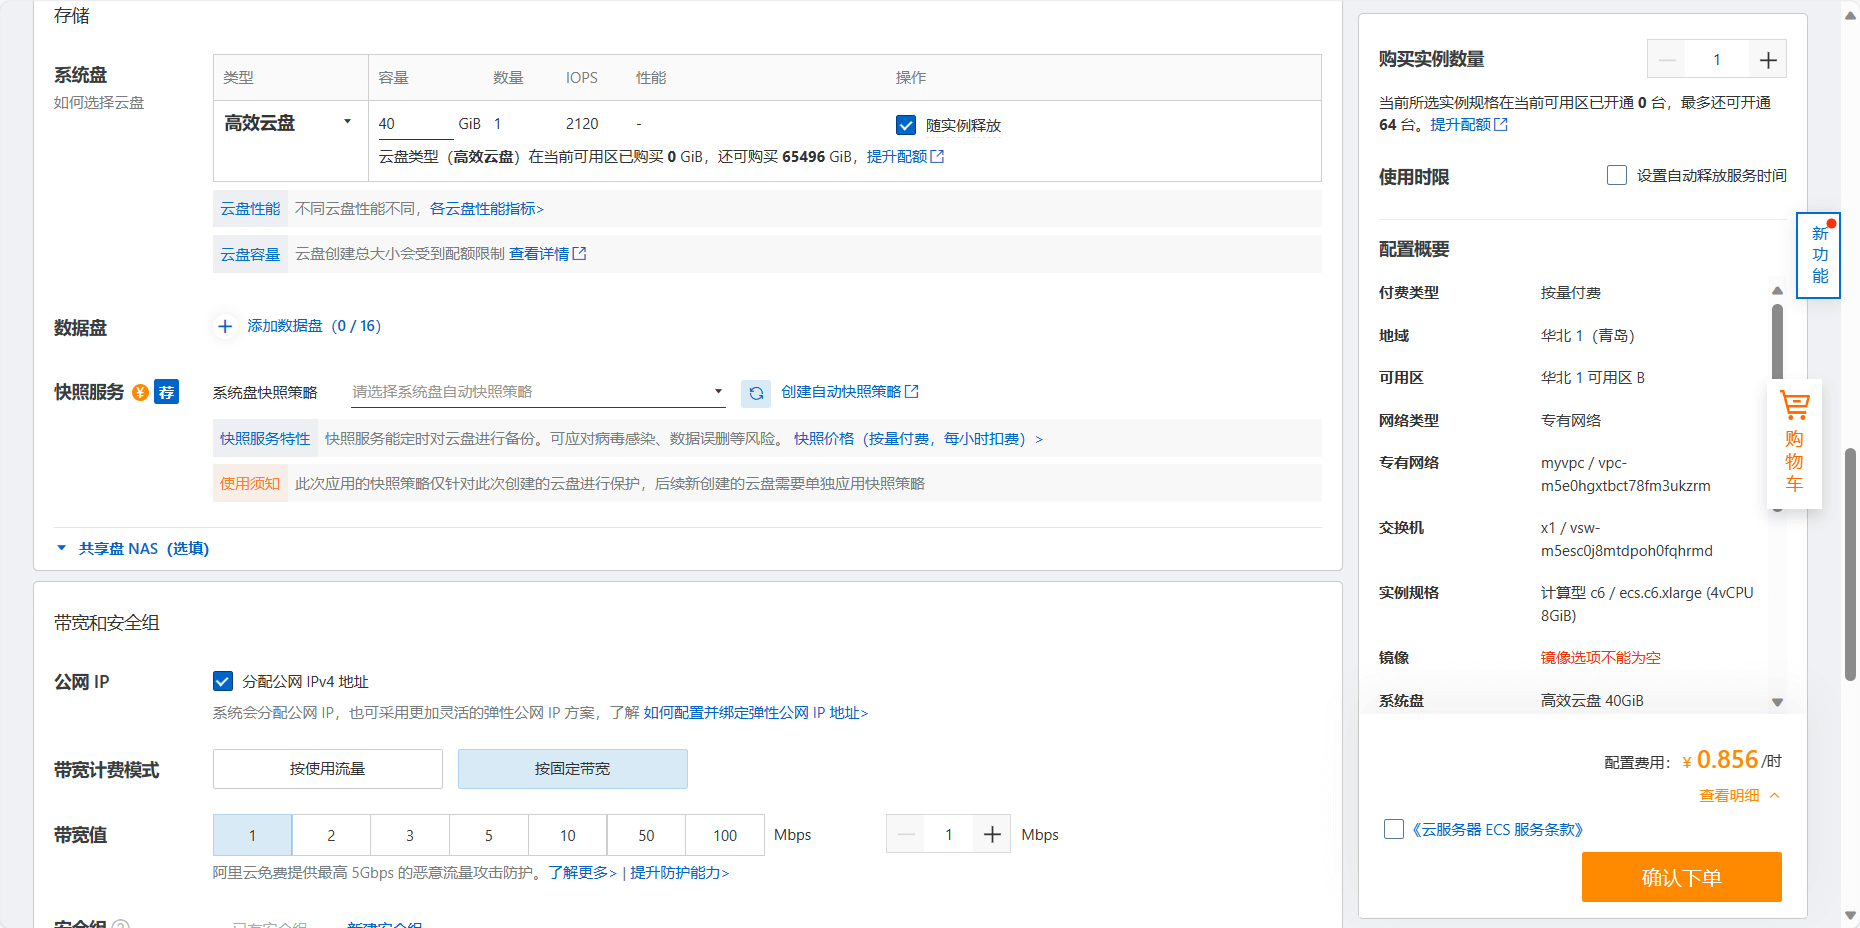 存储
系统盘
如何选择云盘
类型 容量 数量 IOPS 性能 操作
高效云盘 40 GiB 1 2120 - 随实例释放
云盘类型（高效云盘）在当前可用区已购买 0 GiB，还可购买 65496 GiB，提升配额
云盘性能 不同云盘性能不同，各云盘性能指标>
云盘容量 云盘创建总大小会受到配额限制 查看详情
数据盘 添加数据盘（0 / 16）
快照服务 ¥ 荐 系统盘快照策略 请选择系统盘自动快照策略 创建自动快照策略
快照服务特性 快照服务能定时对云盘进行备份。可应对病毒感染、数据误删等风险。 快照价格（按量付费，每小时扣费）>
使用须知 此次应用的快照策略仅针对此次创建的云盘进行保护，后续新创建的云盘需要单独应用快照策略
共享盘 NAS（选填）
带宽和安全组
公网 IP 分配公网 IPv4 地址
系统会分配公网 IP，也可采用更加灵活的弹性公网 IP 方案，了解 如何配置并绑定弹性公网 IP 地址>
带宽计费模式 按使用流量 按固定带宽
带宽值 1 2 3 5 10 50 100 Mbps 1 Mbps
阿里云免费提供最高 5Gbps 的恶意流量攻击防护。了解更多> | 提升防护能力>
安全组 已有安全组 新建安全组
购买实例数量 1
当前所选实例规格在当前可用区已开通 0 台，最多还可开通
64 台。提升配额
使用时限 设置自动释放服务时间
配置概要
付费类型 按量付费
地域 华北 1（青岛）
可用区 华北 1 可用区 B
网络类型 专有网络
专有网络 myvpc / vpc-
m5e0hgxtbct78fm3ukzrm
交换机 x1 / vsw-
m5esc0j8mtdpoh0fqhrmd
实例规格 计算型 c6 / ecs.c6.xlarge (4vCPU
8GiB)
镜像 镜像选项不能为空
系统盘 高效云盘 40GiB
配置费用： ¥ 0.856 /时
查看明细
《云服务器 ECS 服务条款》
确认下单
新
功
能
购
物
车